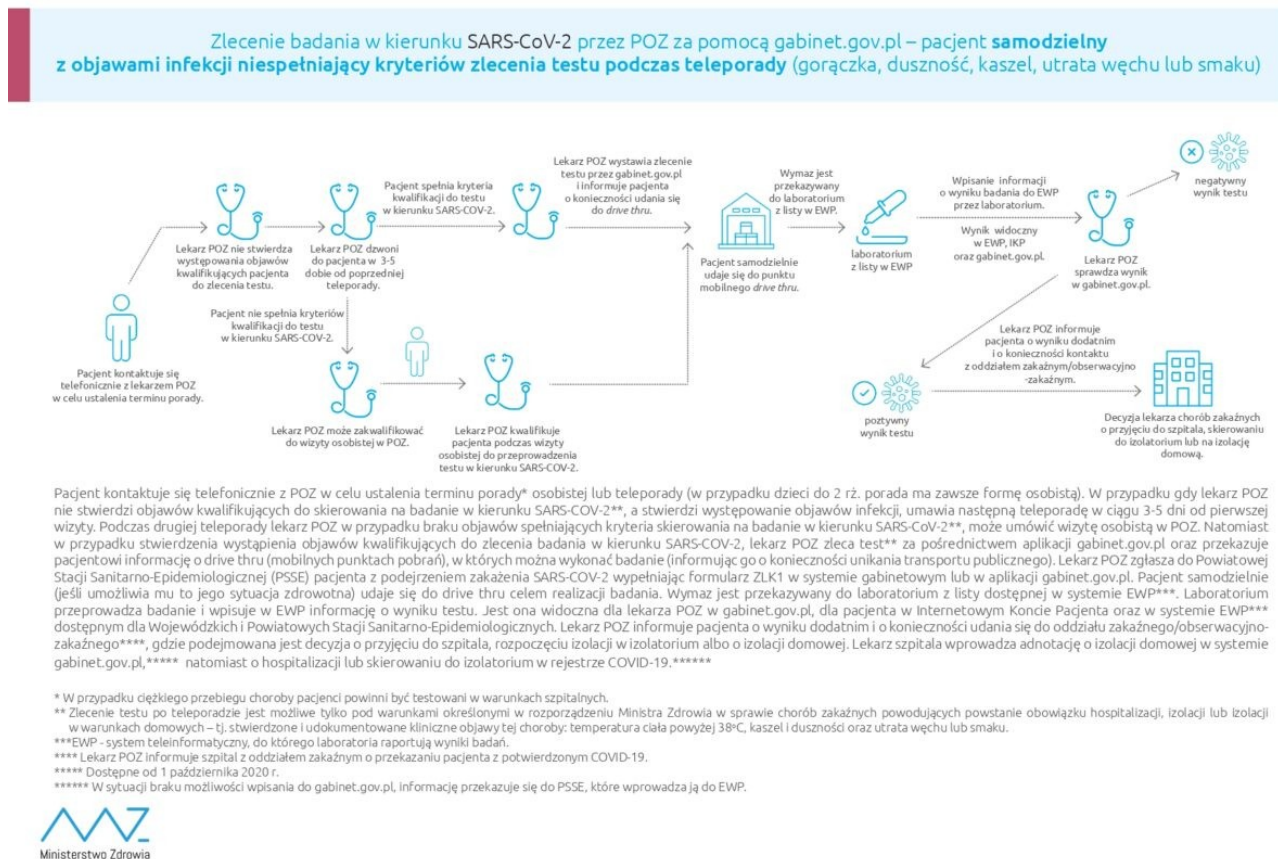 Zlecenie badania w kierunku SARS-CoV-2 przez POZ za pomocą gabinet.gov.pl – pacjent samodzielny
z objawami infekcji niespełniający kryteriów zlecenia testu podczas teleporady (gorączka, duszność, kaszel, utrata węchu lub smaku)
Pacjent kontaktuje się
telefonicznie z lekarzem POZ
w celu ustalenia terminu porady.
Lekarz POZ nie stwierdza
występowania objawów
kwalifikujących pacjenta
do zlecenia testu.
Lekarz POZ dzwoni
do pacjenta w 3-5
dobie od poprzedniej
teleporady.
Pacjent spełnia kryteria
kwalifikacji do testu
w kierunku SARS-COV-2.
Lekarz POZ wystawia zlecenie
testu przez gabinet.gov.pl
i informuje pacjenta
o konieczności udania się
do drive thru.
Pacjent nie spełnia kryteriów
kwalifikacji do testu
w kierunku SARS-COV-2.
Lekarz POZ może zakwalifikować
do wizyty osobistej w POZ.
Lekarz POZ kwalifikuje
pacjenta podczas wizyty
osobistej do przeprowadzenia
testu w kierunku SARS-COV-2.
Pacjent samodzielnie
udaje się do punktu
mobilnego drive thru.
Wymaz jest
przekazywany
do laboratorium
z listy w EWP.
laboratorium
z listy w EWP
Wpisanie informacji
o wyniku badania do EWP
przez laboratorium.
Wynik widoczny
w EWP, IKP
oraz gabinet.gov.pl.
Lekarz POZ
sprawdza wynik
w gabinet.gov.pl.
negatywny
wynik testu
Lekarz POZ informuje
pacjenta o wyniku dodatnim
i o konieczności kontaktu
z oddziałem zakaźnym/obserwacyjno
-zakaźnym.
poztywny
wynik testu
Decyzja lekarza chorób zakaźnych
o przyjęciu do szpitala, skierowaniu
do izolatorium lub na izolację
domową.
Pacjent kontaktuje się telefonicznie z POZ w celu ustalenia terminu porady* osobistej lub teleporady (w przypadku dzieci do 2 rż. porada ma zawsze formę osobistą). W przypadku gdy lekarz POZ
nie stwierdzi objawów kwalifikujących do skierowania na badanie w kierunku SARS-COV-2**, a stwierdzi występowanie objawów infekcji, umawia następną teleporadę w ciągu 3-5 dni od pierwszej
wizyty. Podczas drugiej teleporady lekarz POZ w przypadku braku objawów spełniających kryteria skierowania na badanie w kierunku SARS-CoV-2**, może umówić wizytę osobistą w POZ. Natomiast
w przypadku stwierdzenia wystąpienia objawów kwalifikujących do zlecenia badania w kierunku SARS-COV-2, lekarz POZ zleca test** za pośrednictwem aplikacji gabinet.gov.pl oraz przekazuje
pacjentowi informację o drive thru (mobilnych punktach pobrań), w których można wykonać badanie (informując go o konieczności unikania transportu publicznego). Lekarz POZ zgłasza do Powiatowej
Stacji Sanitarno-Epidemiologicznej (PSSE) pacjenta z podejrzeniem zakażenia SARS-COV-2 wypełniając formularz ZLK1 w systemie gabinetowym lub w aplikacji gabinet.gov.pl. Pacjent samodzielnie
(jeśli umożliwia mu to jego sytuacja zdrowotna) udaje się do drive thru celem realizacji badania. Wymaz jest przekazywany do laboratorium z listy dostępnej w systemie EWP***. Laboratorium
przeprowadza badanie i wpisuje w EWP informację o wyniku testu. Jest ona widoczna dla lekarza POZ w gabinet.gov.pl, dla pacjenta w Internetowym Koncie Pacjenta oraz w systemie EWP***
dostępnym dla Wojewódzkich i Powiatowych Stacji Sanitarno-Epidemiologicznych. Lekarz POZ informuje pacjenta o wyniku dodatnim i o konieczności udania się do oddziału zakaźnego/obserwacyjno-
zakaźnego****, gdzie podejmowana jest decyzja o przyjęciu do szpitala, rozpoczęciu izolacji w izolatorium albo o izolacji domowej. Lekarz szpitala wprowadza adnotację o izolacji domowej w systemie
gabinet.gov.pl,***** natomiast o hospitalizacji lub skierowaniu do izolatorium w rejestrze COVID-19.******
* W przypadku ciężkiego przebiegu choroby pacjenci powinni być testowani w warunkach szpitalnych.
** Zlecenie testu po teleporadzie jest możliwe tylko pod warunkami określonymi w rozporządzeniu Ministra Zdrowia w sprawie chorób zakaźnych powodujących powstanie obowiązku hospitalizacji, izolacji lub izolacji
w warunkach domowych – tj. stwierdzone i udokumentowane kliniczne objawy tej choroby: temperatura ciała powyżej 38°C, kaszel i duszności oraz utrata węchu lub smaku.
***EWP - system teleinformatyczny, do którego laboratoria raportują wyniki badań.
**** Lekarz POZ informuje szpital z oddziałem zakaźnym o przekazaniu pacjenta z potwierdzonym COVID-19.
***** Dostępne od 1 października 2020 r.
****** W sytuacji braku możliwości wpisania do gabinet.gov.pl, informację przekazuje się do PSSE, które wprowadza ją do EWP.
Ministerstwo Zdrowia